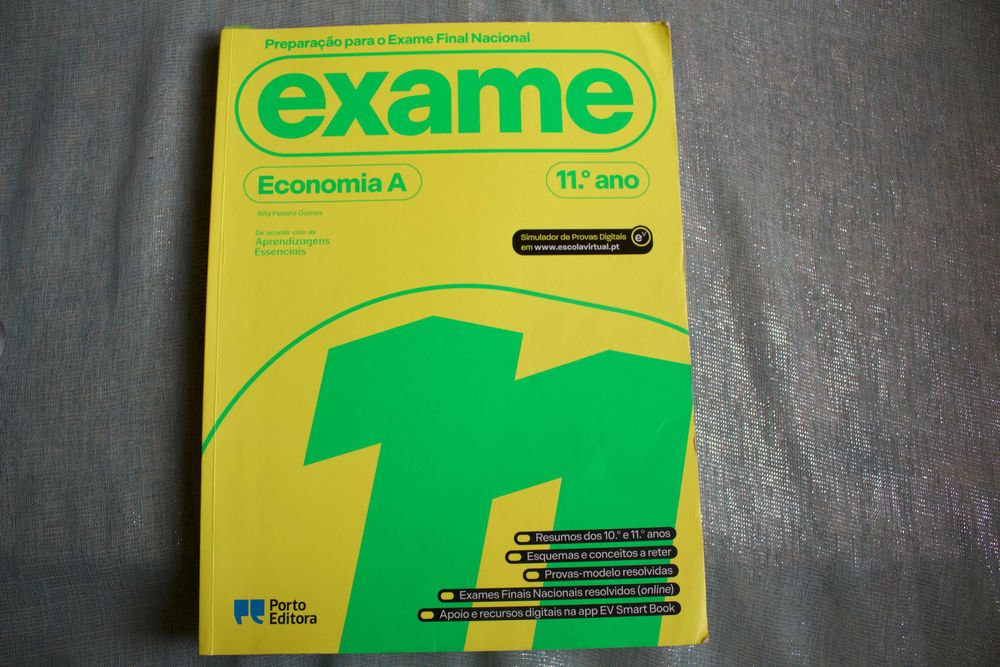 Preparação para o Exame Final Nacional
exame
Economia A
11.º ano
Rita Pereira Gomes
De acordo com as
Aprendizagens
Essenciais
Simulador de Provas Digitais
em www.escolavirtual.pt
ev
11
Resumos dos 10.º e 11.º anos
Esquemas e conceitos a reter
Provas-modelo resolvidas
Exames Finais Nacionais resolvidos (online)
Apoio e recursos digitais na app EV Smart Book
Porto
Editora